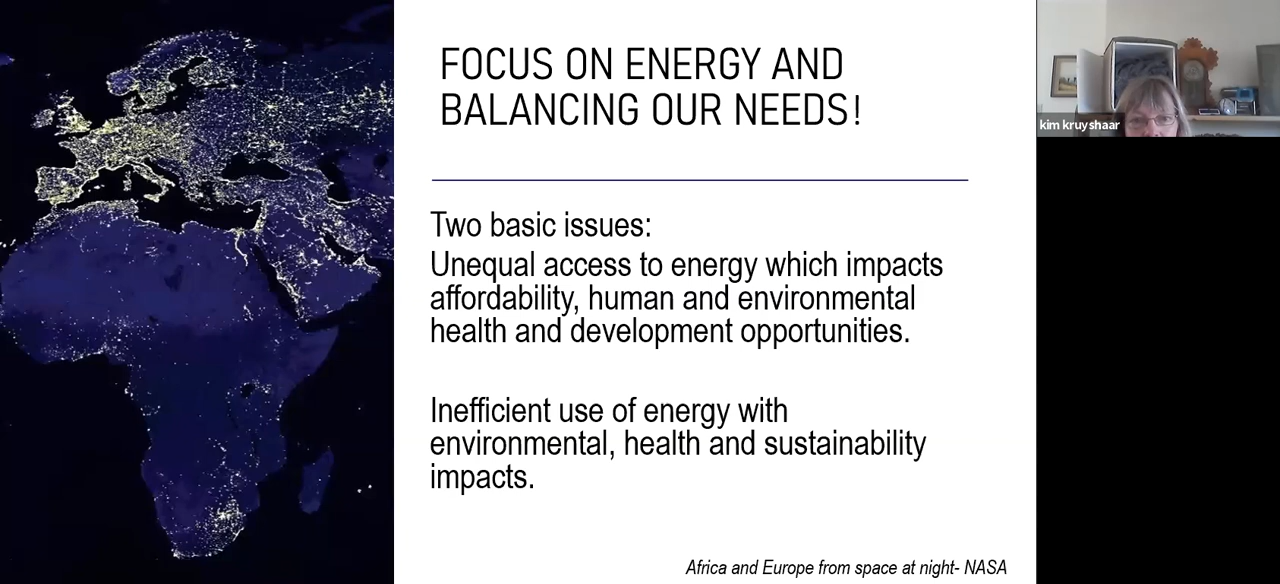 FOCUS ON ENERGY AND
BALANCING OUR NEEDS!
Two basic issues:
Unequal access to energy which impacts
affordability, human and environmental
health and development opportunities.
Inefficient use of energy with
environmental, health and sustainability
impacts.
Africa and Europe from space at night- NASA
kim kruyshaar